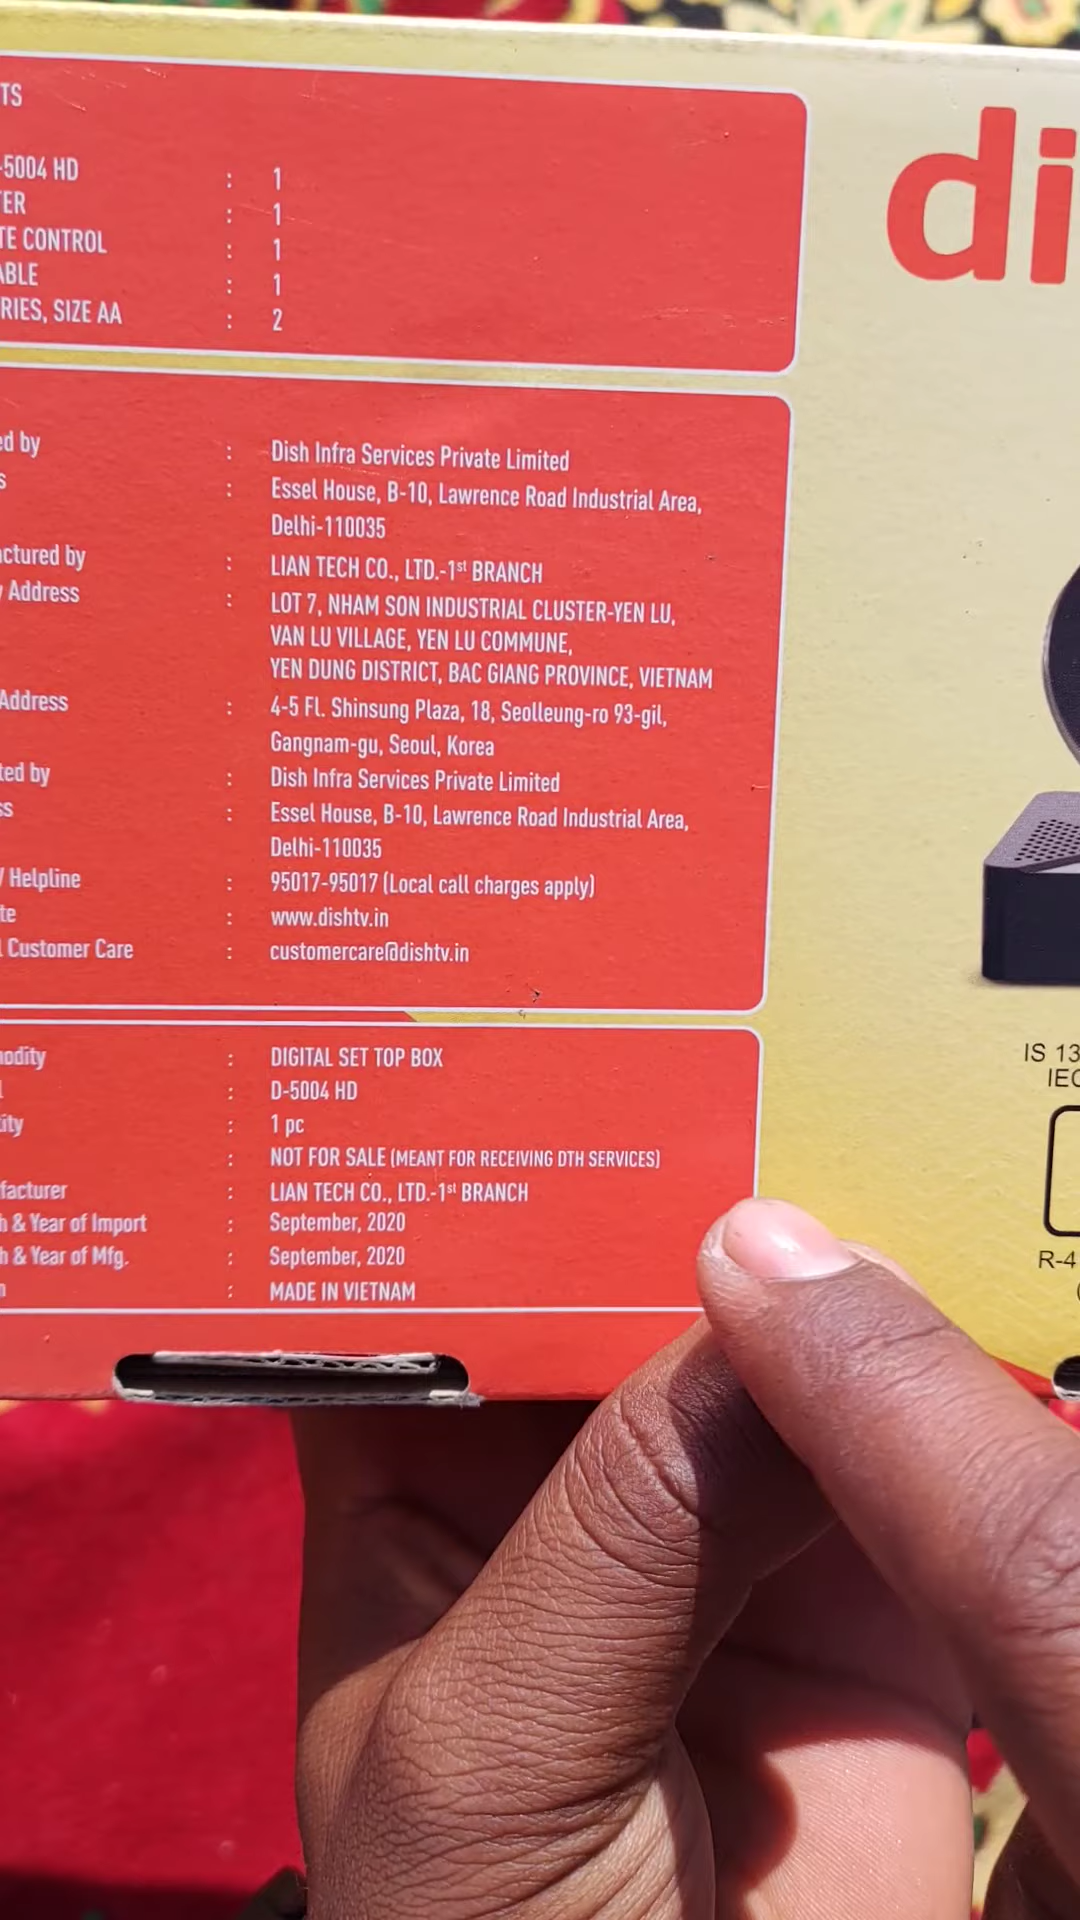 TS
-5004 HD : 1
TER : 1
TE CONTROL : 1
ABLE : 1
RIES, SIZE AA : 2
di
ed by : Dish Infra Services Private Limited
s : Essel House, B-10, Lawrence Road Industrial Area,
Delhi-110035
actured by : LIAN TECH CO., LTD.-1st BRANCH
y Address : LOT 7, NHAM SON INDUSTRIAL CLUSTER-YEN LU,
VAN LU VILLAGE, YEN LU COMMUNE,
YEN DUNG DISTRICT, BAC GIANG PROVINCE, VIETNAM
Address : 4-5 Fl. Shinsung Plaza, 18, Seolleung-ro 93-gil,
Gangnam-gu, Seoul, Korea
ted by : Dish Infra Services Private Limited
ss : Essel House, B-10, Lawrence Road Industrial Area,
Delhi-110035
/ Helpline : 95017-95017 (Local call charges apply)
te : www.dishtv.in
l Customer Care : customercare@dishtv.in
IS 13
IEC
modity : DIGITAL SET TOP BOX
l : D-5004 HD
tity : 1 pc
: NOT FOR SALE (MEANT FOR RECEIVING DTH SERVICES)
facturer : LIAN TECH CO., LTD.-1st BRANCH
h & Year of Import : September, 2020
h & Year of Mfg. : September, 2020
n : MADE IN VIETNAM
R-4
(